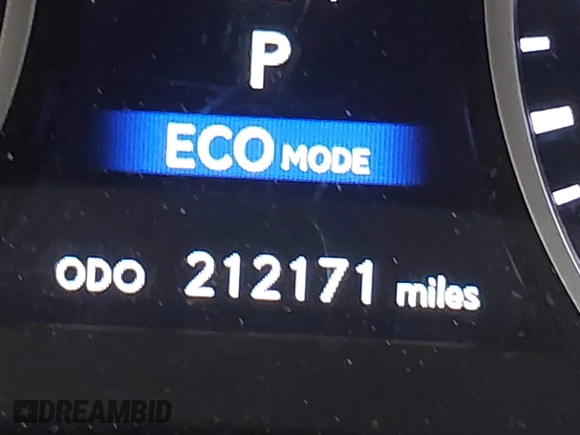 P
ECO MODE
ODO 212171 miles
DREAMBID